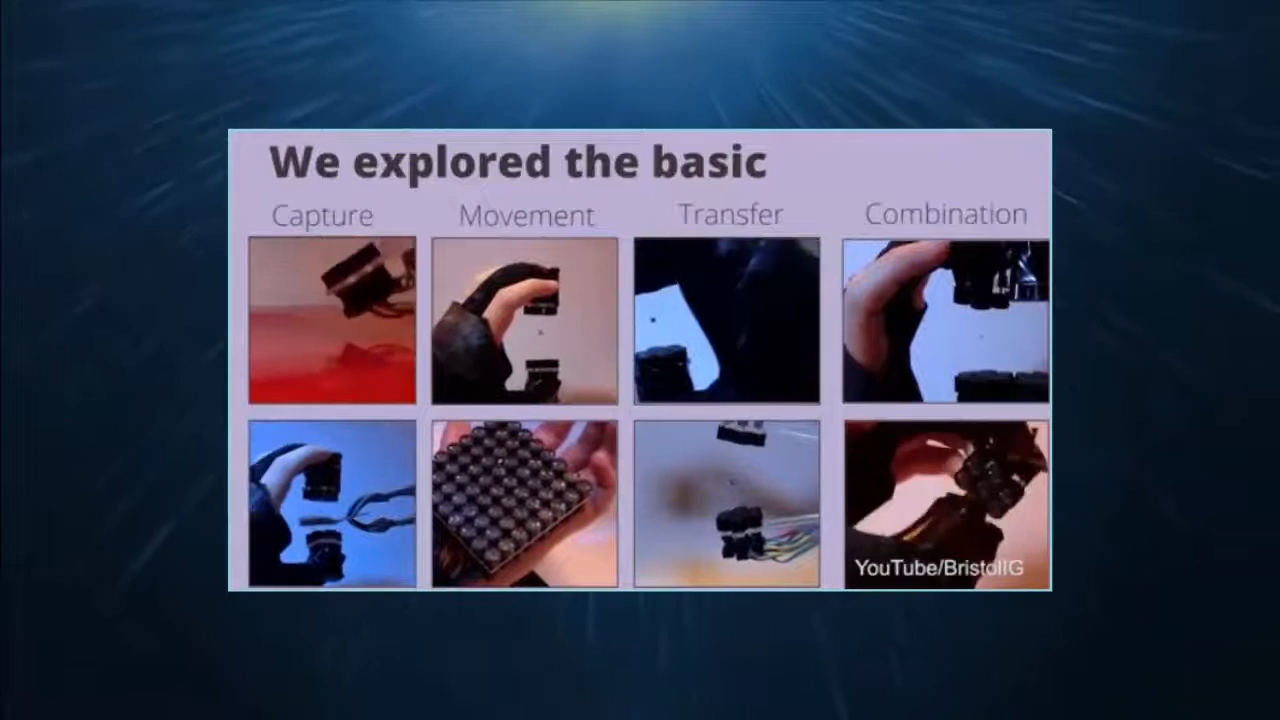 We explored the basic
Capture Movement Transfer Combination
YouTube/BristolIG